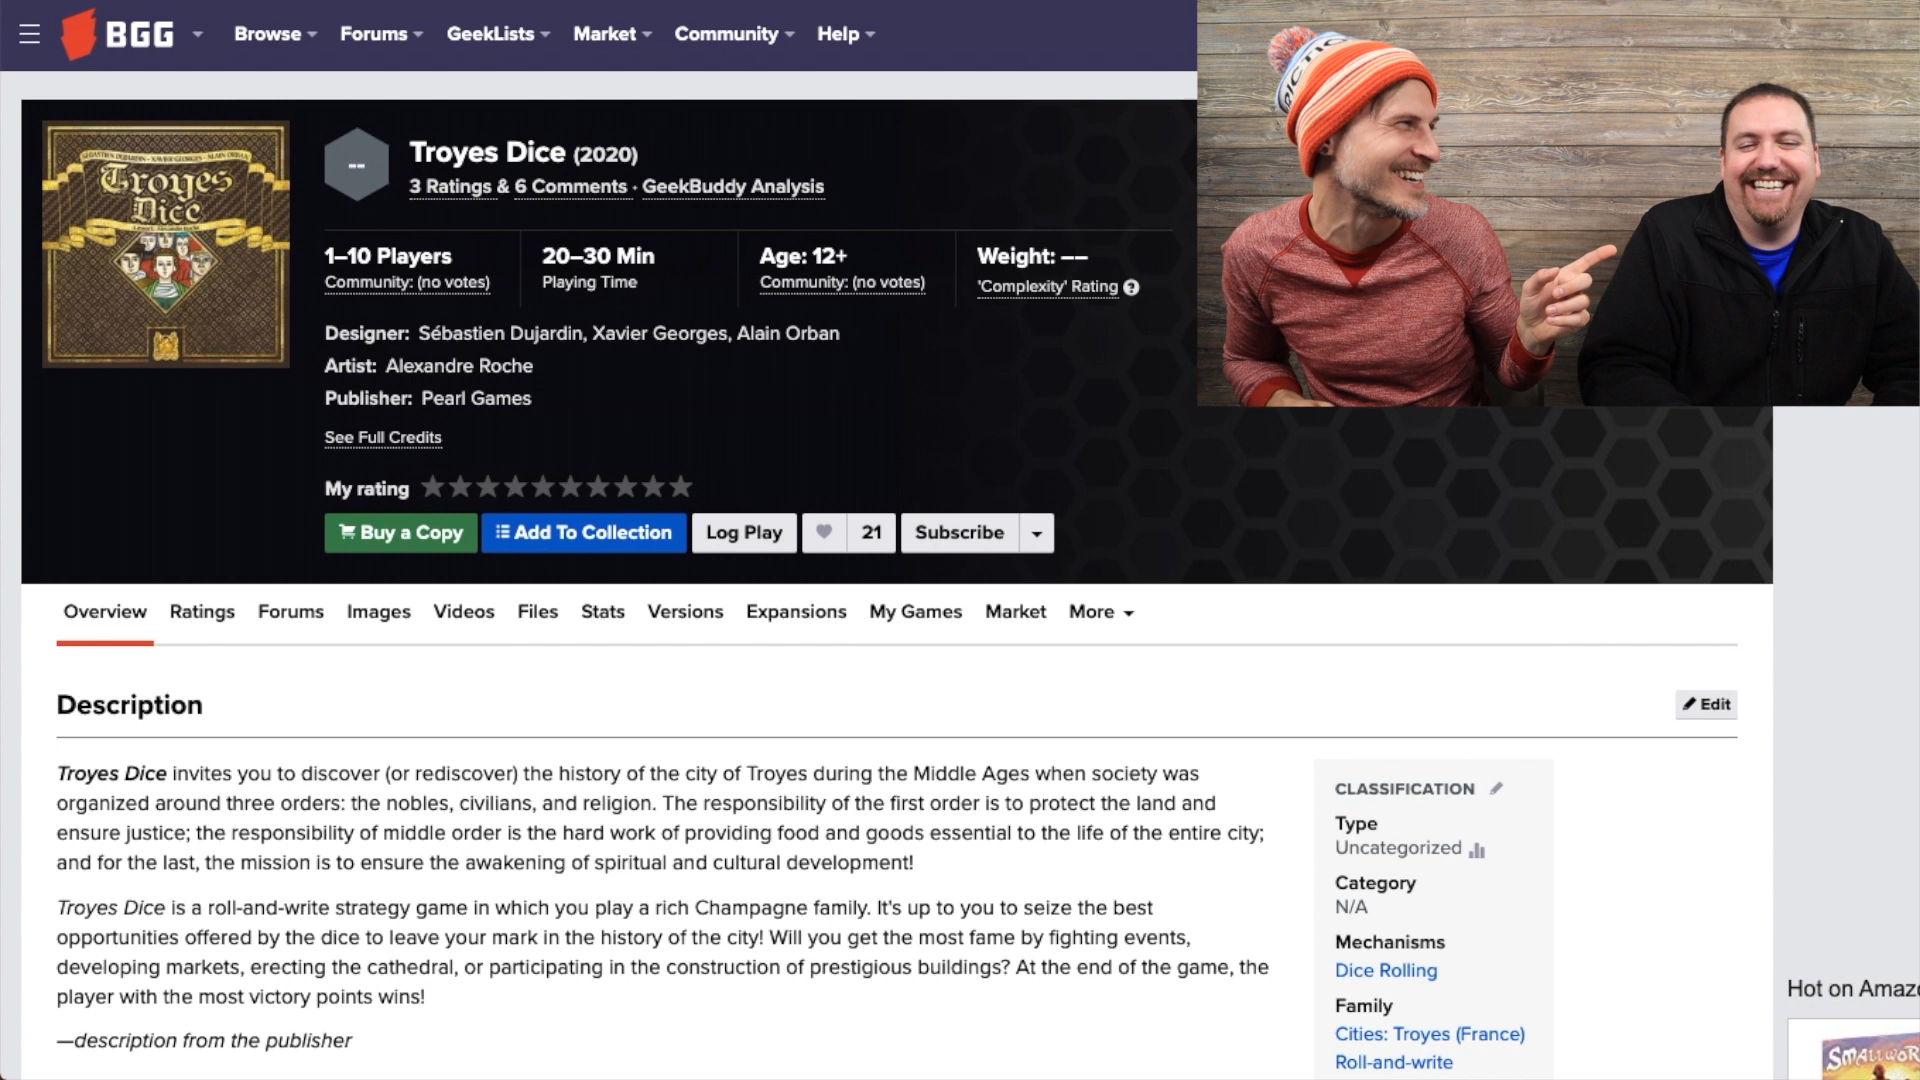 BGG
Browse
Forums
GeekLists
Market
Community
Help
Troyes
Dice
--
Troyes Dice (2020)
3 Ratings & 6 Comments · GeekBuddy Analysis
1–10 Players
Community: (no votes)
20–30 Min
Playing Time
Age: 12+
Community: (no votes)
Weight: ––
'Complexity' Rating ?
Designer: Sébastien Dujardin, Xavier Georges, Alain Orban
Artist: Alexandre Roche
Publisher: Pearl Games
See Full Credits
My rating
Buy a Copy
Add To Collection
Log Play
21
Subscribe
Overview
Ratings
Forums
Images
Videos
Files
Stats
Versions
Expansions
My Games
Market
More
Description
Edit
Troyes Dice invites you to discover (or rediscover) the history of the city of Troyes during the Middle Ages when society was
organized around three orders: the nobles, civilians, and religion. The responsibility of the first order is to protect the land and
ensure justice; the responsibility of middle order is the hard work of providing food and goods essential to the life of the entire city;
and for the last, the mission is to ensure the awakening of spiritual and cultural development!
Troyes Dice is a roll-and-write strategy game in which you play a rich Champagne family. It's up to you to seize the best
opportunities offered by the dice to leave your mark in the history of the city! Will you get the most fame by fighting events,
developing markets, erecting the cathedral, or participating in the construction of prestigious buildings? At the end of the game, the
player with the most victory points wins!
—description from the publisher
CLASSIFICATION
Type
Uncategorized
Category
N/A
Mechanisms
Dice Rolling
Family
Cities: Troyes (France)
Roll-and-write
Hot on Amazo
SMALLWOR